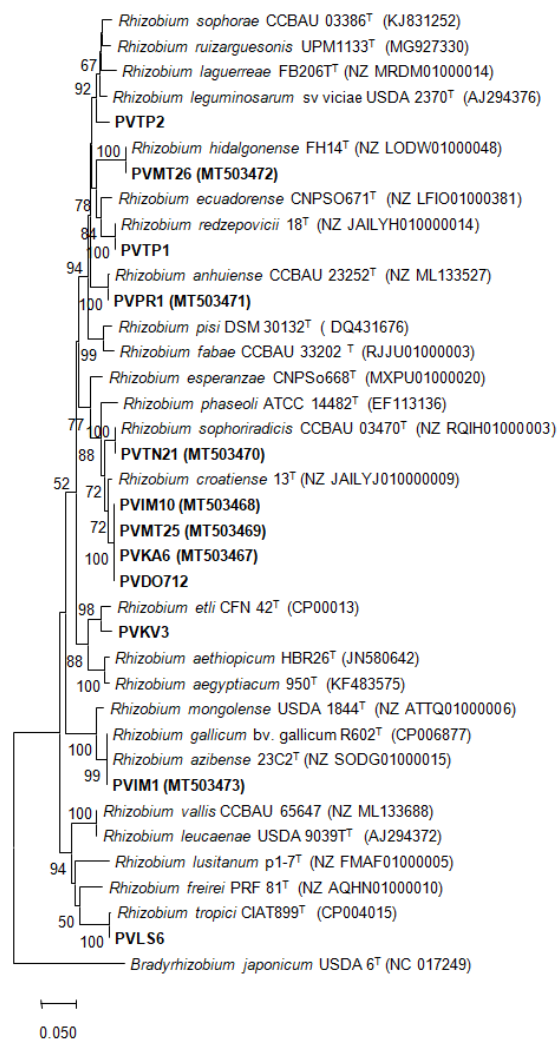 Rhizobium sophorae CCBAU 03386ᵀ (KJ831252)
Rhizobium ruizarguesonis UPM1133ᵀ (MG927330)
67
Rhizobium laguerreae FB206Tᵀ (NZ MRDM01000014)
92
Rhizobium leguminosarum sv viciae USDA 2370ᵀ (AJ294376)
PVTP2
100
Rhizobium hidalgonense FH14ᵀ (NZ LODW01000048)
PVMT26 (MT503472)
78
Rhizobium ecuadorense CNPSO671ᵀ (NZ LFIO01000381)
84
Rhizobium redzepovicii 18ᵀ (NZ JAILYH010000014)
100
PVTP1
94
Rhizobium anhuiense CCBAU 23252ᵀ (NZ ML133527)
100
PVPR1 (MT503471)
Rhizobium pisi DSM 30132ᵀ ( DQ431676)
99
Rhizobium fabae CCBAU 33202 ᵀ (RJJU01000003)
Rhizobium esperanzae CNPSo668ᵀ (MXPU01000020)
Rhizobium phaseoli ATCC 14482ᵀ (EF113136)
77
100
Rhizobium sophoriradicis CCBAU 03470ᵀ (NZ RQIH01000003)
88
PVTN21 (MT503470)
52
72
Rhizobium croatiense 13ᵀ (NZ JAILYJ010000009)
PVIM10 (MT503468)
72
PVMT25 (MT503469)
100
PVKA6 (MT503467)
PVDO712
98
Rhizobium etli CFN 42ᵀ (CP00013)
PVKV3
88
Rhizobium aethiopicum HBR26ᵀ (JN580642)
100
Rhizobium aegyptiacum 950ᵀ (KF483575)
Rhizobium mongolense USDA 1844ᵀ (NZ ATTQ01000006)
100
Rhizobium gallicum bv. gallicum R602ᵀ (CP006877)
99
Rhizobium azibense 23C2ᵀ (NZ SODG01000015)
PVIM1 (MT503473)
100
Rhizobium vallis CCBAU 65647 (NZ ML133688)
Rhizobium leucaenae USDA 9039Tᵀ (AJ294372)
94
Rhizobium lusitanum p1-7ᵀ (NZ FMAF01000005)
Rhizobium freirei PRF 81ᵀ (NZ AQHN01000010)
50
Rhizobium tropici CIAT899ᵀ (CP004015)
100
PVLS6
Bradyrhizobium japonicum USDA 6ᵀ (NC 017249)
0.050